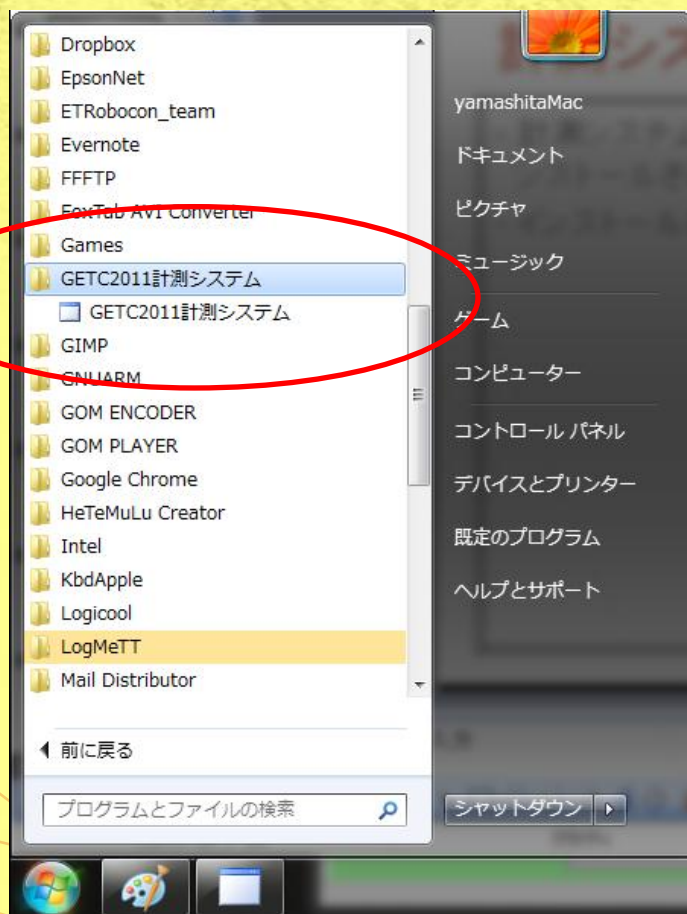 Dropbox
EpsonNet
ETRobocon_team
Evernote
FFFTP
FoxTab AVI Converter
Games
GETC2011計測システム
GETC2011計測システム
GIMP
GNUARM
GOM ENCODER
GOM PLAYER
Google Chrome
HeTeMuLu Creator
Intel
KbdApple
Logicool
LogMeTT
Mail Distributor
前に戻る
プログラムとファイルの検索
yamashitaMac
ドキュメント
ピクチャ
ミュージック
ゲーム
コンピューター
コントロール パネル
デバイスとプリンター
既定のプログラム
ヘルプとサポート
シャットダウン